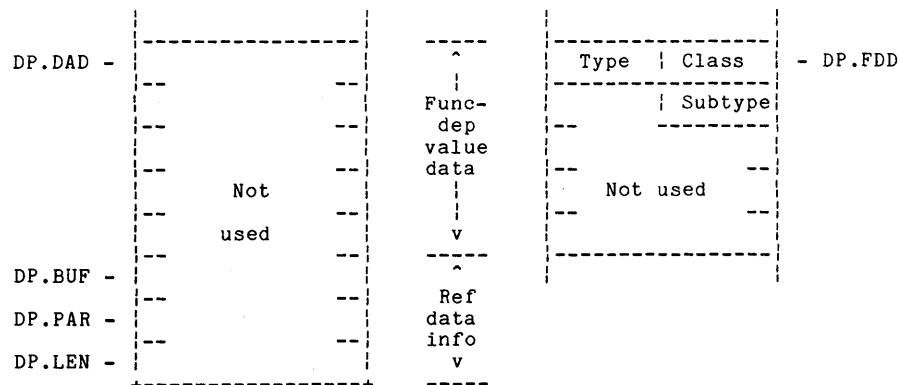 DP.DAD - Type | Class - DP.FDD
Func- | Subtype
dep
value
data
Not Not used
used v
DP.BUF - ^
Ref
DP.PAR - data
info
DP.LEN - v